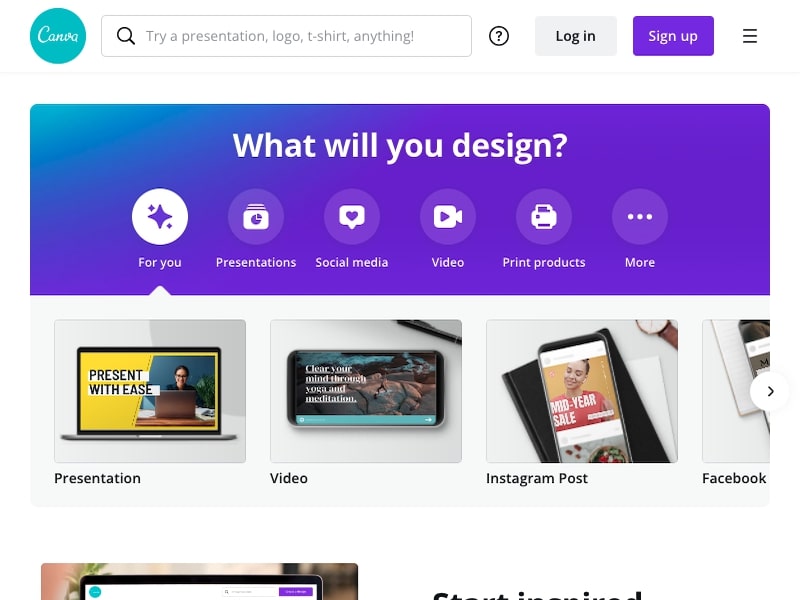 Canva
Try a presentation, logo, t-shirt, anything!
Log in
Sign up
What will you design?
For you
Presentations
Social media
Video
Print products
More
PRESENT
WITH EASE
Clear your
mind through
yoga and
meditation.
MID-YEAR
SALE
Presentation
Video
Instagram Post
Facebook
Start inspired